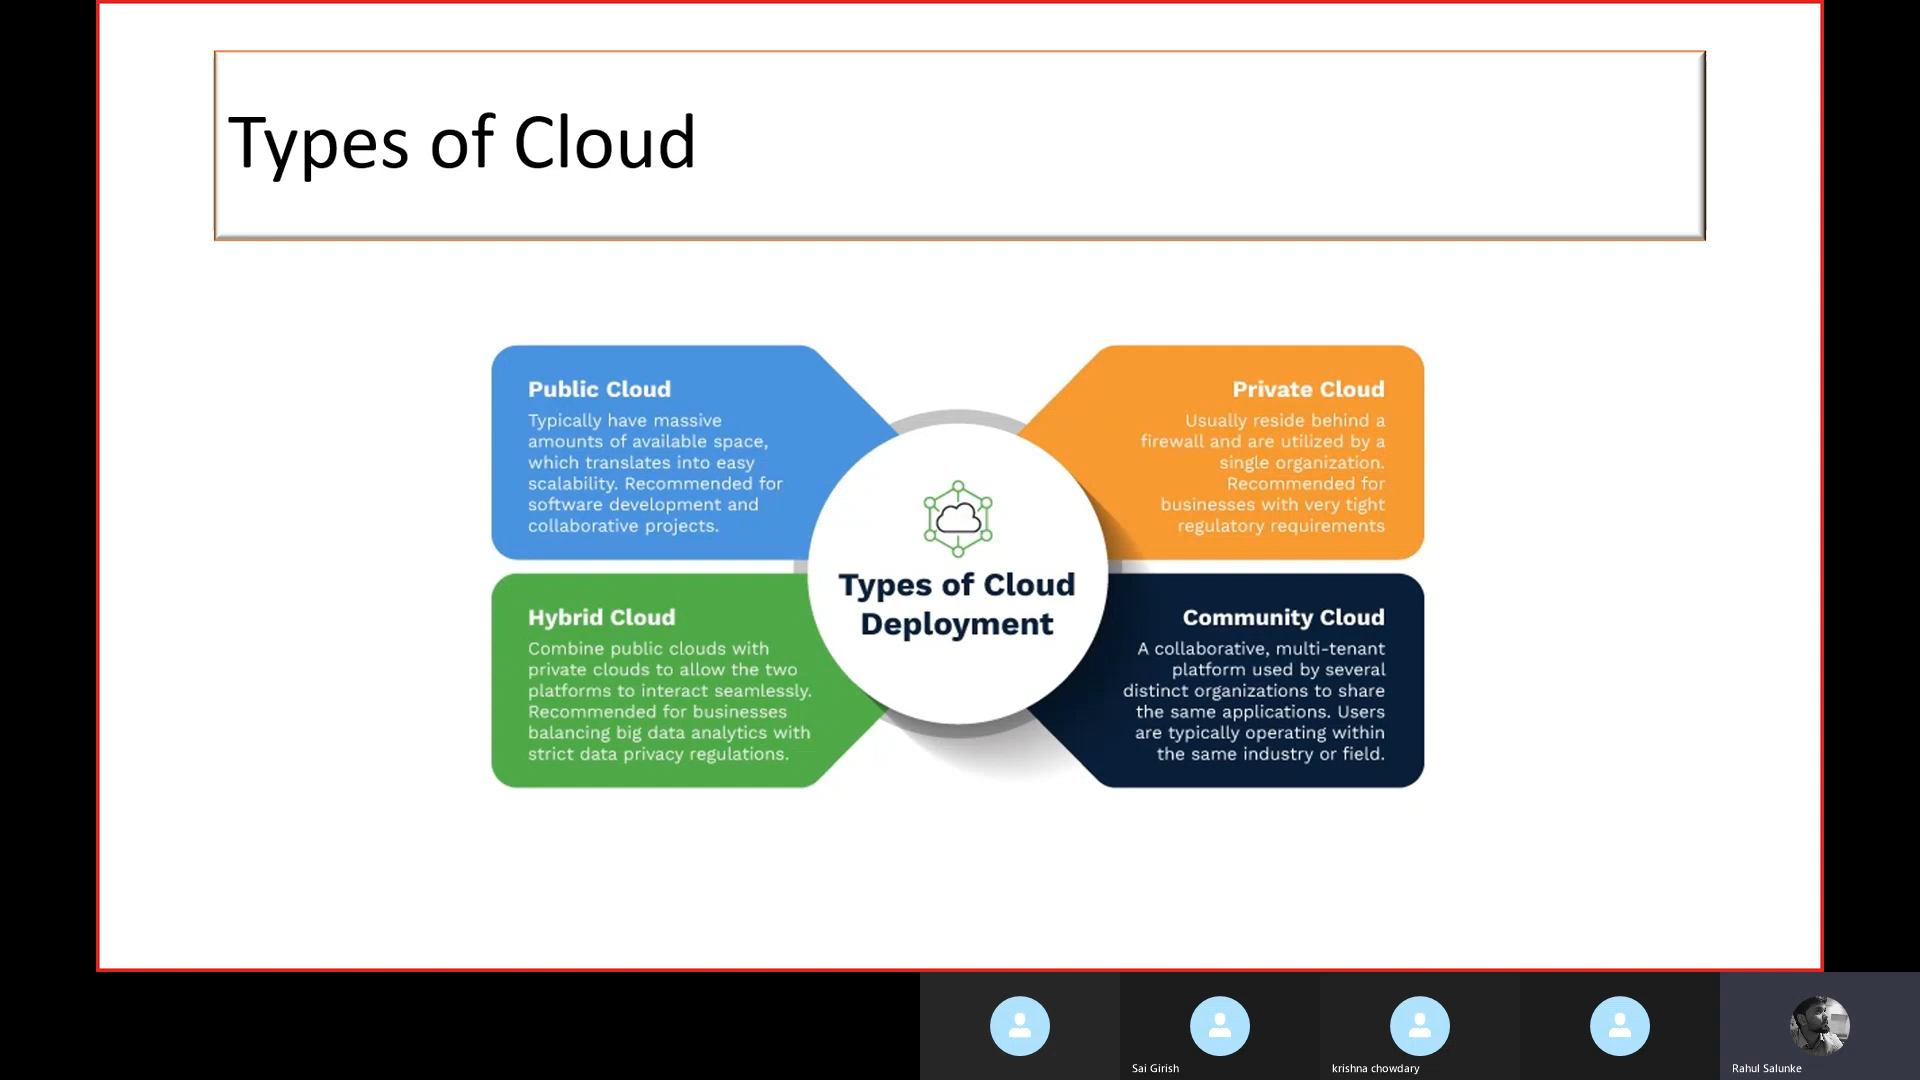 Types of Cloud
Public Cloud
Typically have massive
amounts of available space,
which translates into easy
scalability. Recommended for
software development and
collaborative projects.
Private Cloud
Usually reside behind a
firewall and are utilized by a
single organization.
Recommended for
businesses with very tight
regulatory requirements
Types of Cloud
Deployment
Hybrid Cloud
Combine public clouds with
private clouds to allow the two
platforms to interact seamlessly.
Recommended for businesses
balancing big data analytics with
strict data privacy regulations.
Community Cloud
A collaborative, multi-tenant
platform used by several
distinct organizations to share
the same applications. Users
are typically operating within
the same industry or field.
Sai Girish
krishna chowdary
Rahul Salunke